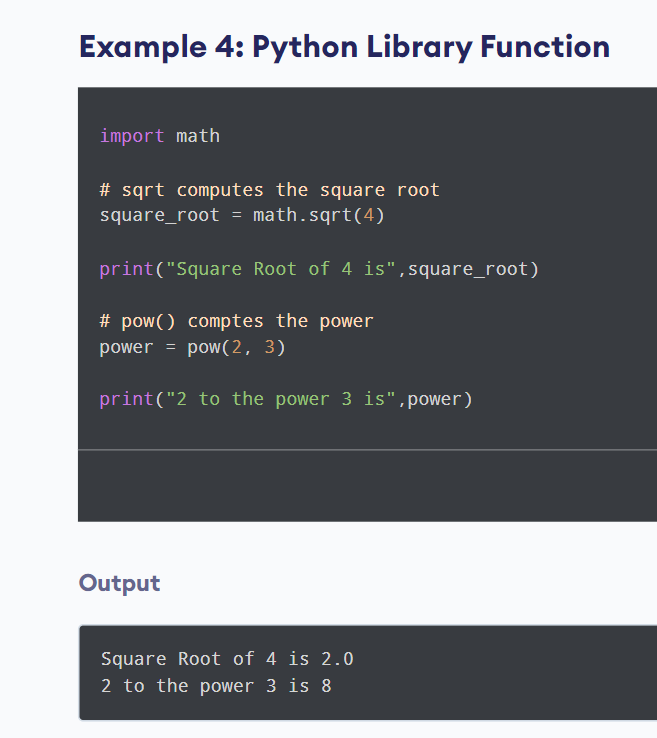 Example 4: Python Library Function
import math
# sqrt computes the square root
square_root = math.sqrt(4)
print("Square Root of 4 is",square_root)
# pow() comptes the power
power = pow(2, 3)
print("2 to the power 3 is",power)
Output
Square Root of 4 is 2.0
2 to the power 3 is 8